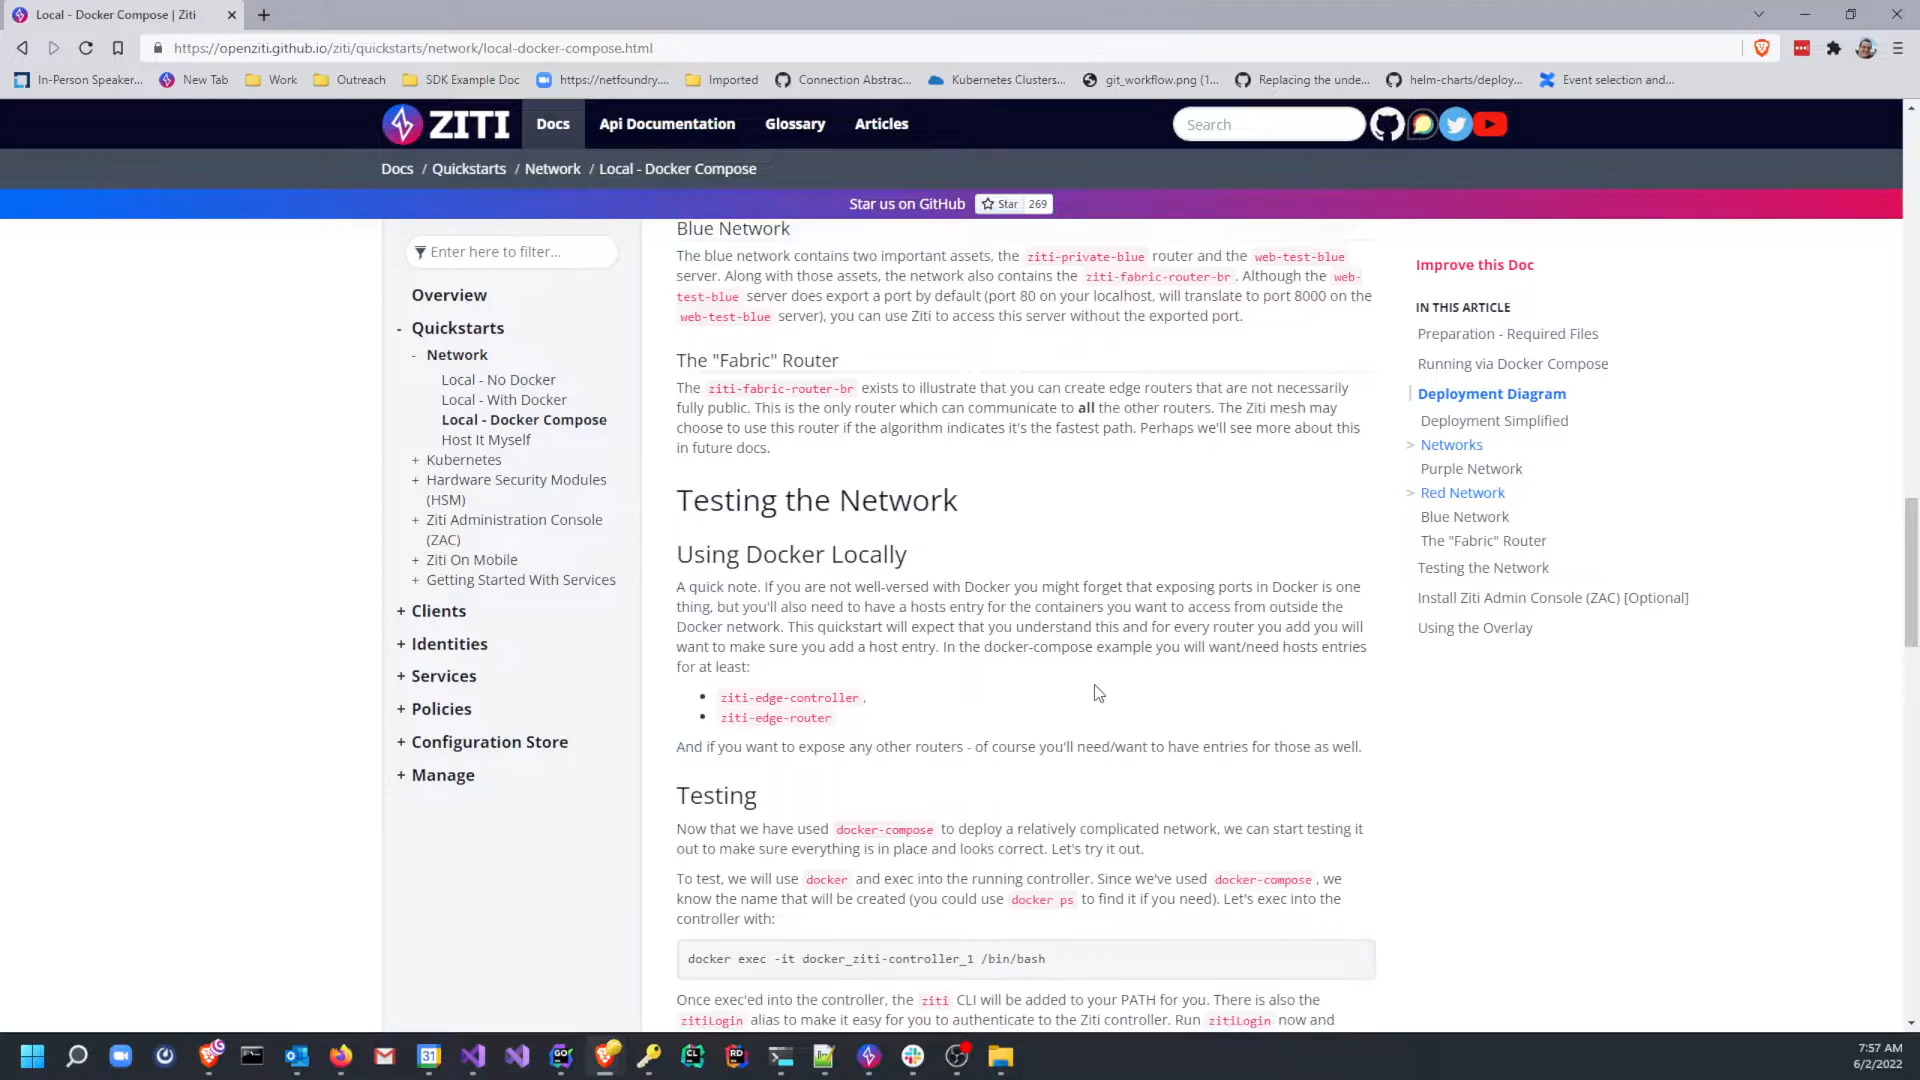 Local - Docker Compose | Ziti
https://openziti.github.io/ziti/quickstarts/network/local-docker-compose.html
In-Person Speaker...
New Tab
Work
Outreach
SDK Example Doc
https://netfoundry....
Imported
Connection Abstrac...
Kubernetes Clusters...
git_workflow.png (1...
Replacing the unde...
helm-charts/deploy...
Event selection and...
ZITI
Docs
Api Documentation
Glossary
Articles
Search
Docs / Quickstarts / Network / Local - Docker Compose
Star us on GitHub
Star 269
Enter here to filter...
Overview
- Quickstarts
- Network
Local - No Docker
Local - With Docker
Local - Docker Compose
Host It Myself
+ Kubernetes
+ Hardware Security Modules
(HSM)
+ Ziti Administration Console
(ZAC)
+ Ziti On Mobile
+ Getting Started With Services
+ Clients
+ Identities
+ Services
+ Policies
+ Configuration Store
+ Manage
Blue Network
The blue network contains two important assets, the ziti-private-blue router and the web-test-blue
server. Along with those assets, the network also contains the ziti-fabric-router-br. Although the web-
test-blue server does export a port by default (port 80 on your localhost, will translate to port 8000 on the
web-test-blue server), you can use Ziti to access this server without the exported port.
The "Fabric" Router
The ziti-fabric-router-br exists to illustrate that you can create edge routers that are not necessarily
fully public. This is the only router which can communicate to all the other routers. The Ziti mesh may
choose to use this router if the algorithm indicates it's the fastest path. Perhaps we'll see more about this
in future docs.
Testing the Network
Using Docker Locally
A quick note. If you are not well-versed with Docker you might forget that exposing ports in Docker is one
thing, but you'll also need to have a hosts entry for the containers you want to access from outside the
Docker network. This quickstart will expect that you understand this and for every router you add you will
want to make sure you add a host entry. In the docker-compose example you will want/need hosts entries
for at least:
• ziti-edge-controller,
• ziti-edge-router
And if you want to expose any other routers - of course you'll need/want to have entries for those as well.
Testing
Now that we have used docker-compose to deploy a relatively complicated network, we can start testing it
out to make sure everything is in place and looks correct. Let's try it out.
To test, we will use docker and exec into the running controller. Since we've used docker-compose, we
know the name that will be created (you could use docker ps to find it if you need). Let's exec into the
controller with:
docker exec -it docker_ziti-controller_1 /bin/bash
Once exec'ed into the controller, the ziti CLI will be added to your PATH for you. There is also the
zitiLogin alias to make it easy for you to authenticate to the Ziti controller. Run zitiLogin now and
Improve this Doc
IN THIS ARTICLE
Preparation - Required Files
Running via Docker Compose
Deployment Diagram
Deployment Simplified
> Networks
Purple Network
> Red Network
Blue Network
The "Fabric" Router
Testing the Network
Install Ziti Admin Console (ZAC) [Optional]
Using the Overlay
7:57 AM
6/2/2022